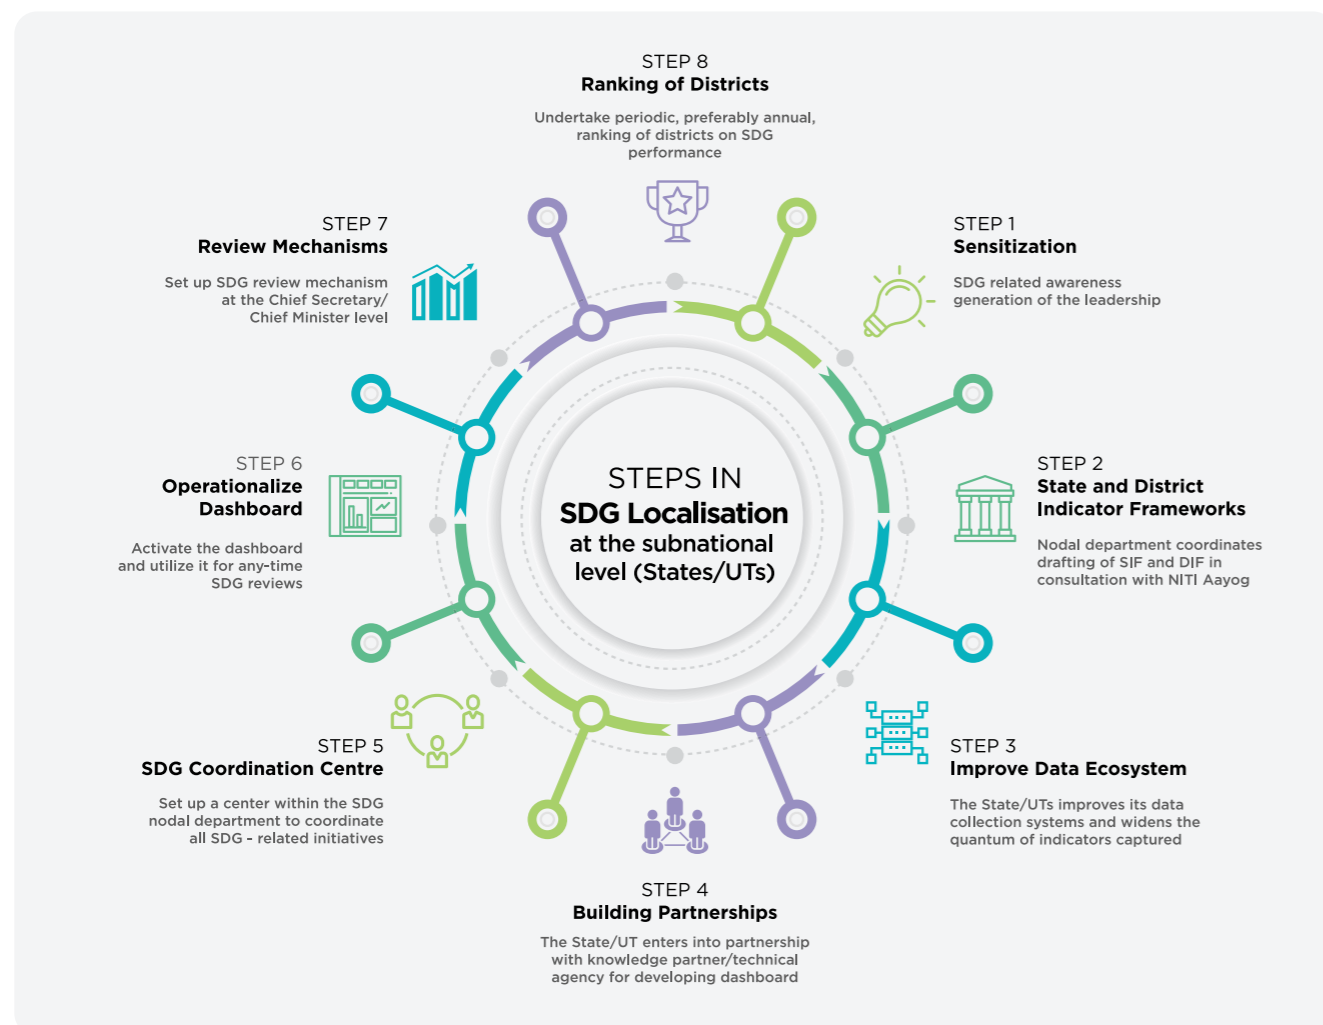 STEPS IN
SDG Localisation
at the subnational
level (States/UTs)
STEP 1
Sensitization
SDG related awareness
generation of the leadership
STEP 2
State and District
Indicator Frameworks
Nodal department coordinates
drafting of SIF and DIF in
consultation with NITI Aayog
STEP 3
Improve Data Ecosystem
The State/UTs improves its data
collection systems and widens the
quantum of indicators captured
STEP 4
Building Partnerships
The State/UT enters into partnership
with knowledge partner/technical
agency for developing dashboard
STEP 5
SDG Coordination Centre
Set up a center within the SDG
nodal department to coordinate
all SDG - related initiatives
STEP 6
Operationalize
Dashboard
Activate the dashboard
and utilize it for any-time
SDG reviews
STEP 7
Review Mechanisms
Set up SDG review mechanism
at the Chief Secretary/
Chief Minister level
STEP 8
Ranking of Districts
Undertake periodic, preferably annual,
ranking of districts on SDG
performance